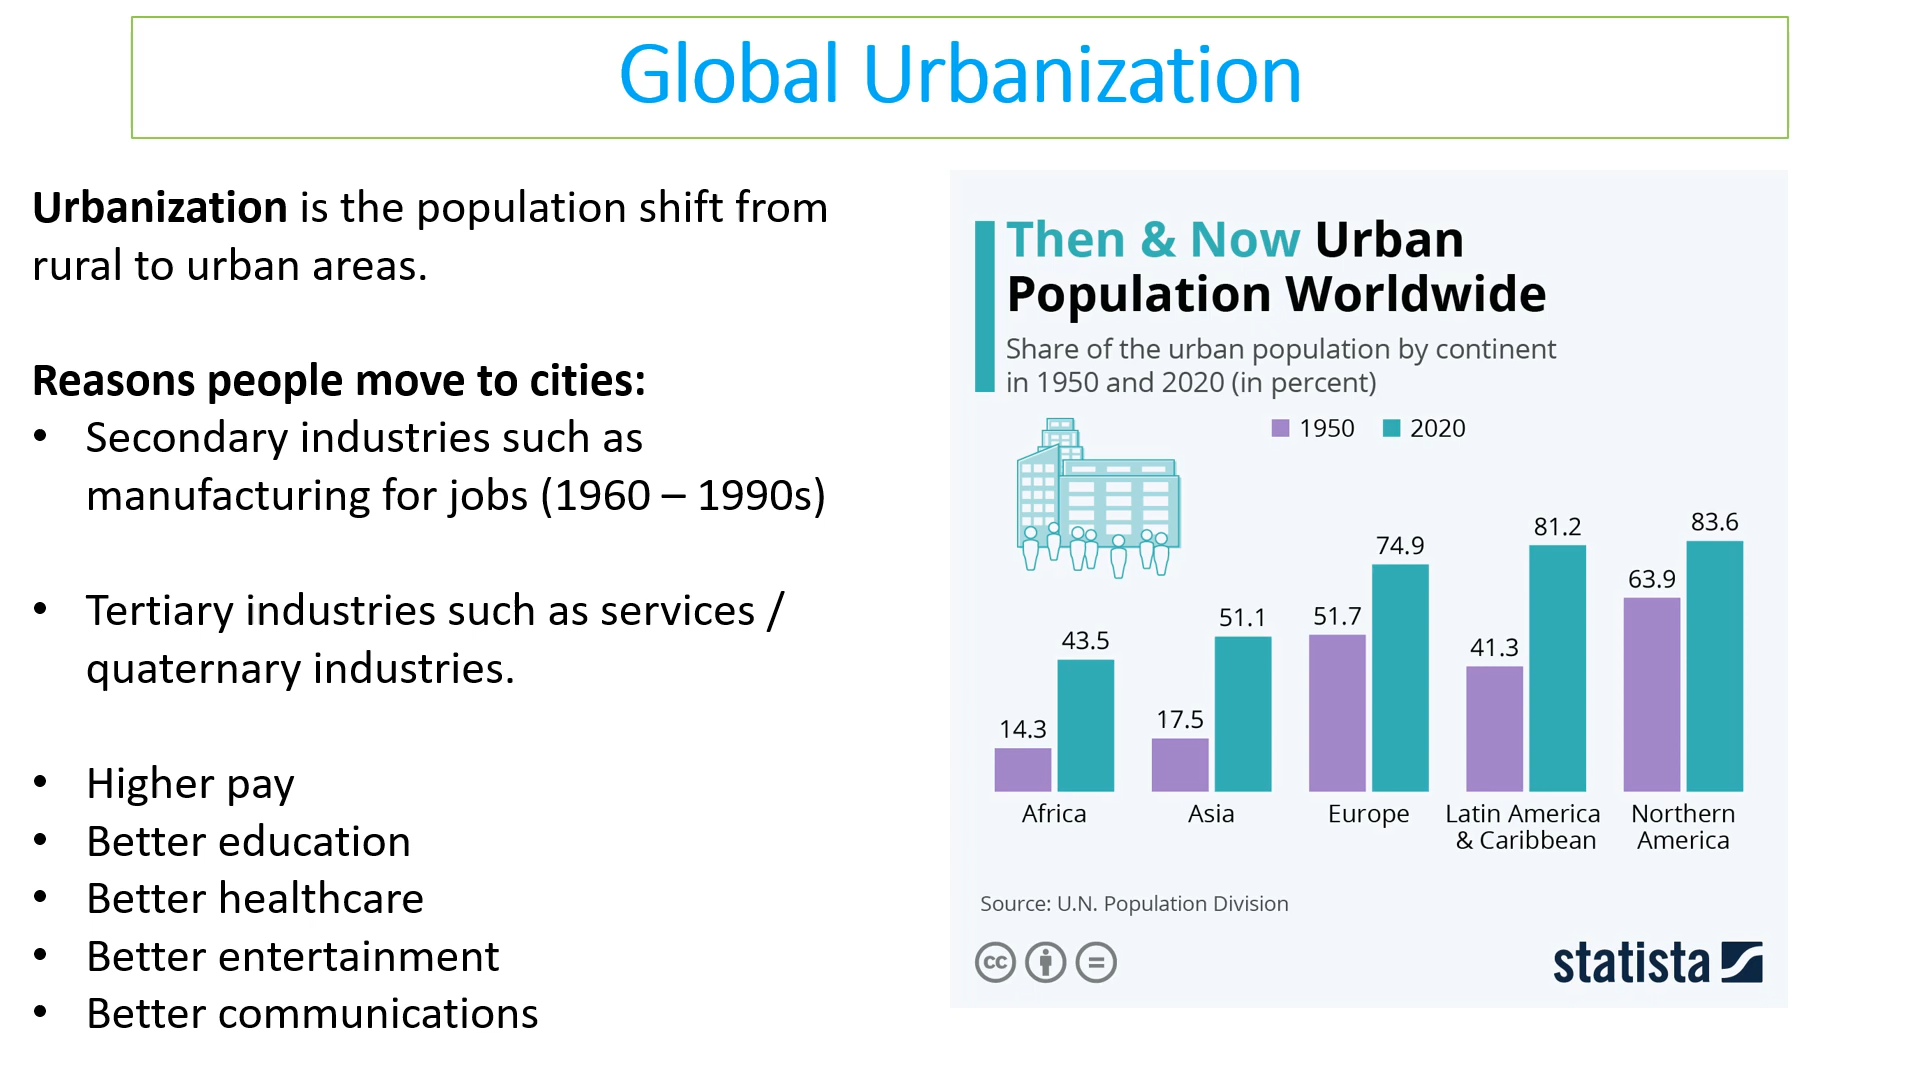 Global Urbanization
Urbanization is the population shift from
rural to urban areas.
Reasons people move to cities:
• Secondary industries such as
manufacturing for jobs (1960 – 1990s)
• Tertiary industries such as services /
quaternary industries.
• Higher pay
• Better education
• Better healthcare
• Better entertainment
• Better communications
Then & Now Urban
Population Worldwide
Share of the urban population by continent
in 1950 and 2020 (in percent)
1950 2020
14.3 43.5
17.5 51.1
51.7 74.9
41.3 81.2
63.9 83.6
Africa
Asia
Europe
Latin America
& Caribbean
Northern
America
Source: U.N. Population Division
cc
statista